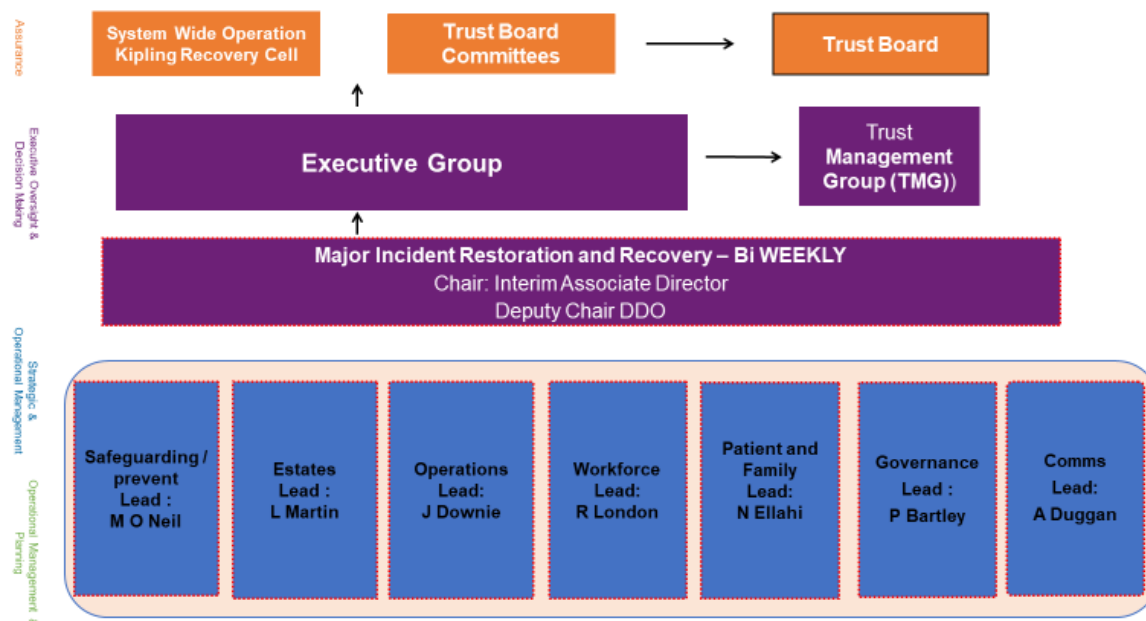 Assurance
System Wide Operation
Kipling Recovery Cell
Trust Board
Committees
Trust Board
Executive Oversight &
Decision Making
Executive Group
Trust
Management
Group (TMG))
Major Incident Restoration and Recovery – Bi WEEKLY
Chair: Interim Associate Director
Deputy Chair DDO
Strategic &
Operational Management
Operational Management &
Planning
Safeguarding /
prevent
Lead :
M O Neil
Estates
Lead :
L Martin
Operations
Lead:
J Downie
Workforce
Lead:
R London
Patient and
Family
Lead:
N Ellahi
Governance
Lead :
P Bartley
Comms
Lead:
A Duggan